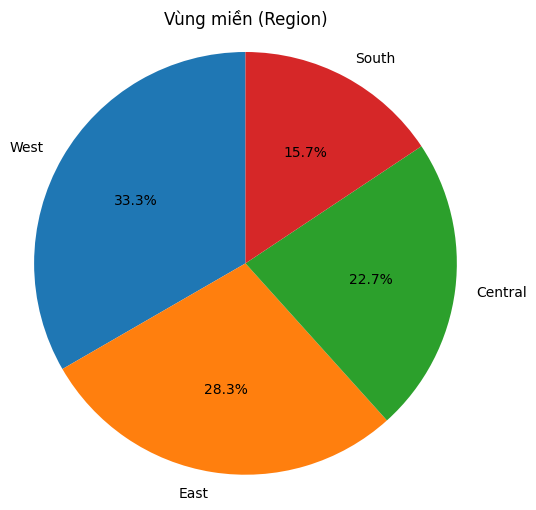 Vùng miền (Region)
South
West
15.7%
33.3%
22.7%
Central
28.3%
East